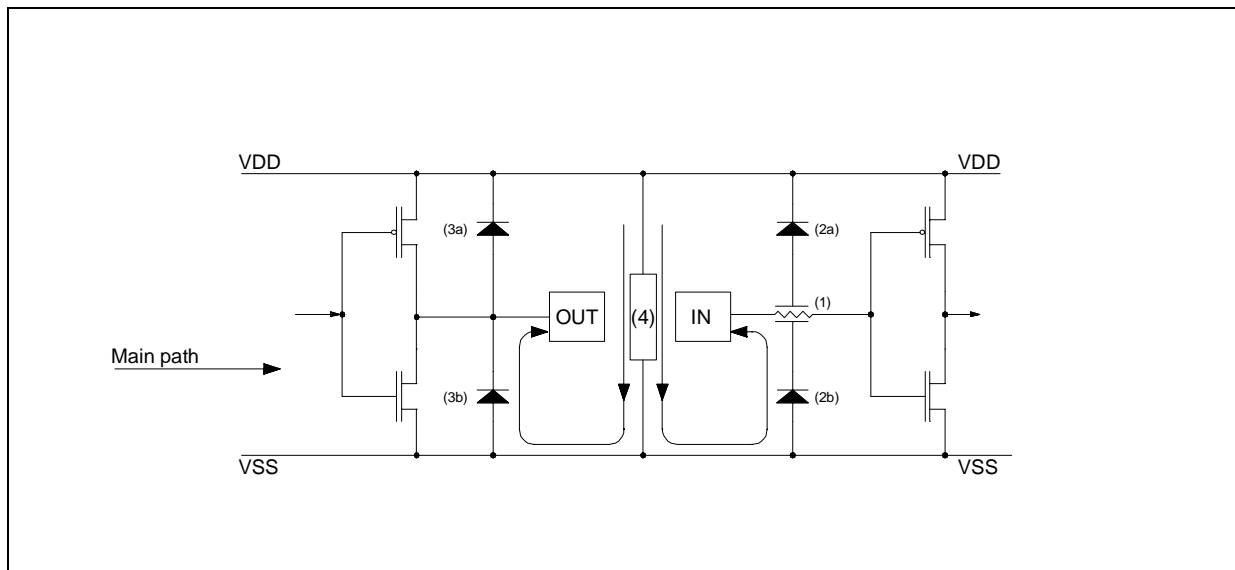 VDD
VDD
(3a)
(2a)
(1)
OUT
(4)
IN
Main path
(3b)
(2b)
VSS
VSS